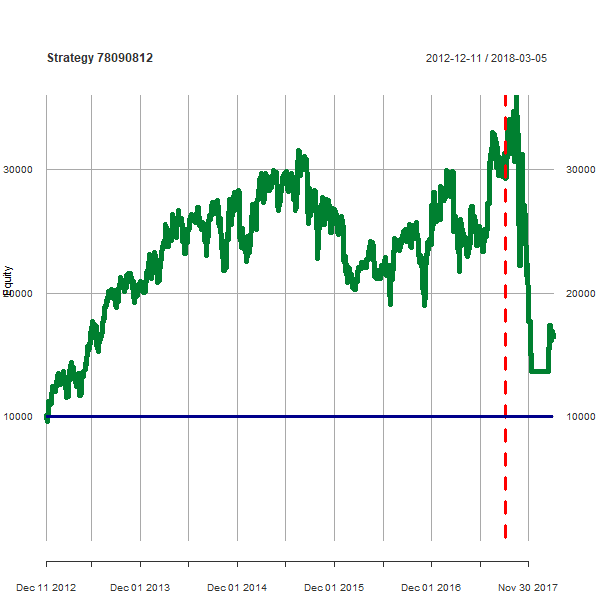 Strategy 78090812
2012-12-11 / 2018-03-05
30000
30000
Equity
20000
20000
10000
10000
Dec 11 2012
Dec 01 2013
Dec 01 2014
Dec 01 2015
Dec 01 2016
Nov 30 2017